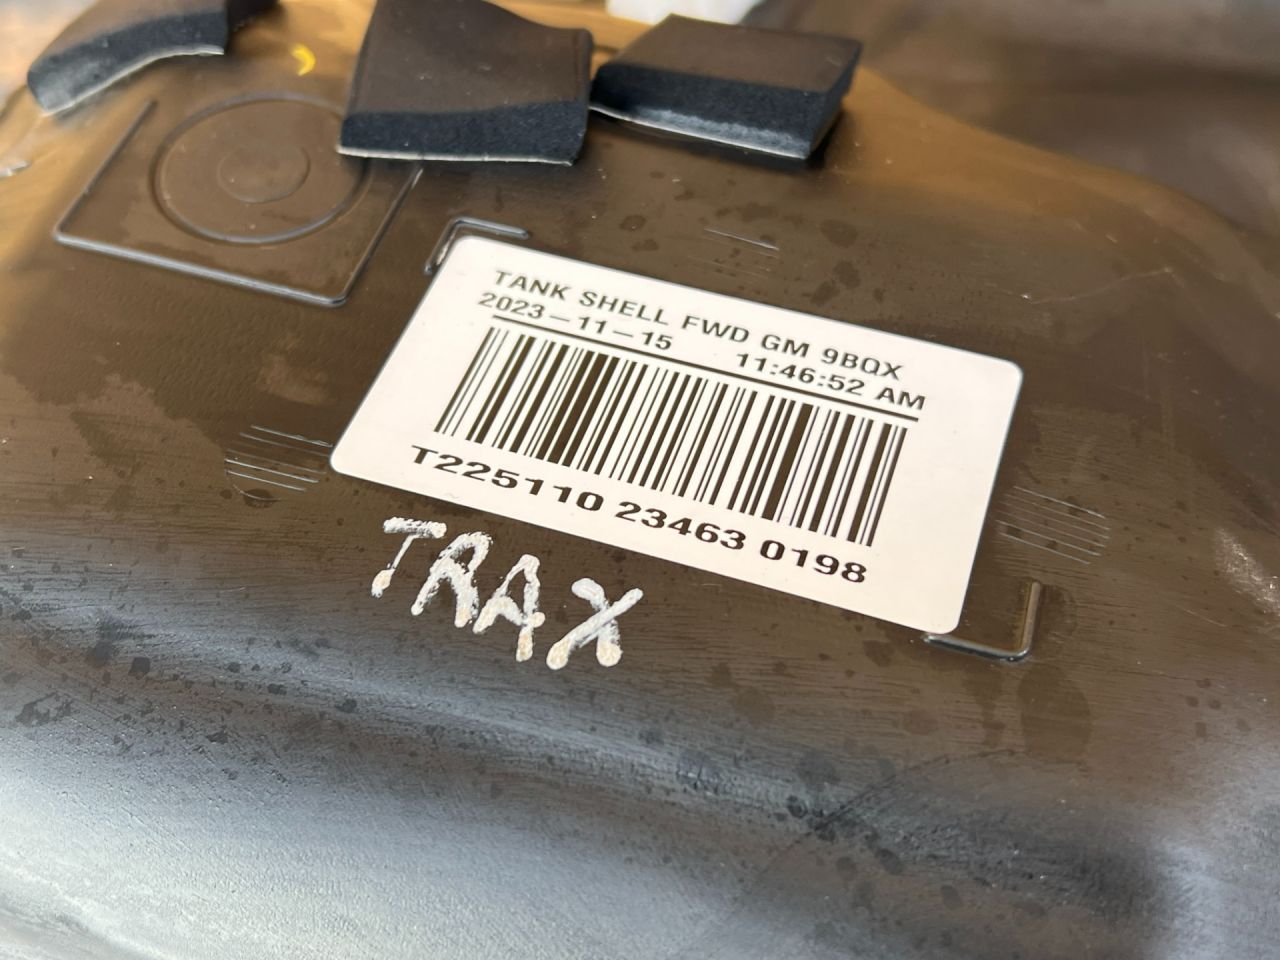 TANK SHELL FWD GM 9BQX
2023-11-15 11:46:52 AM
T225110 23463 0198
TRAX